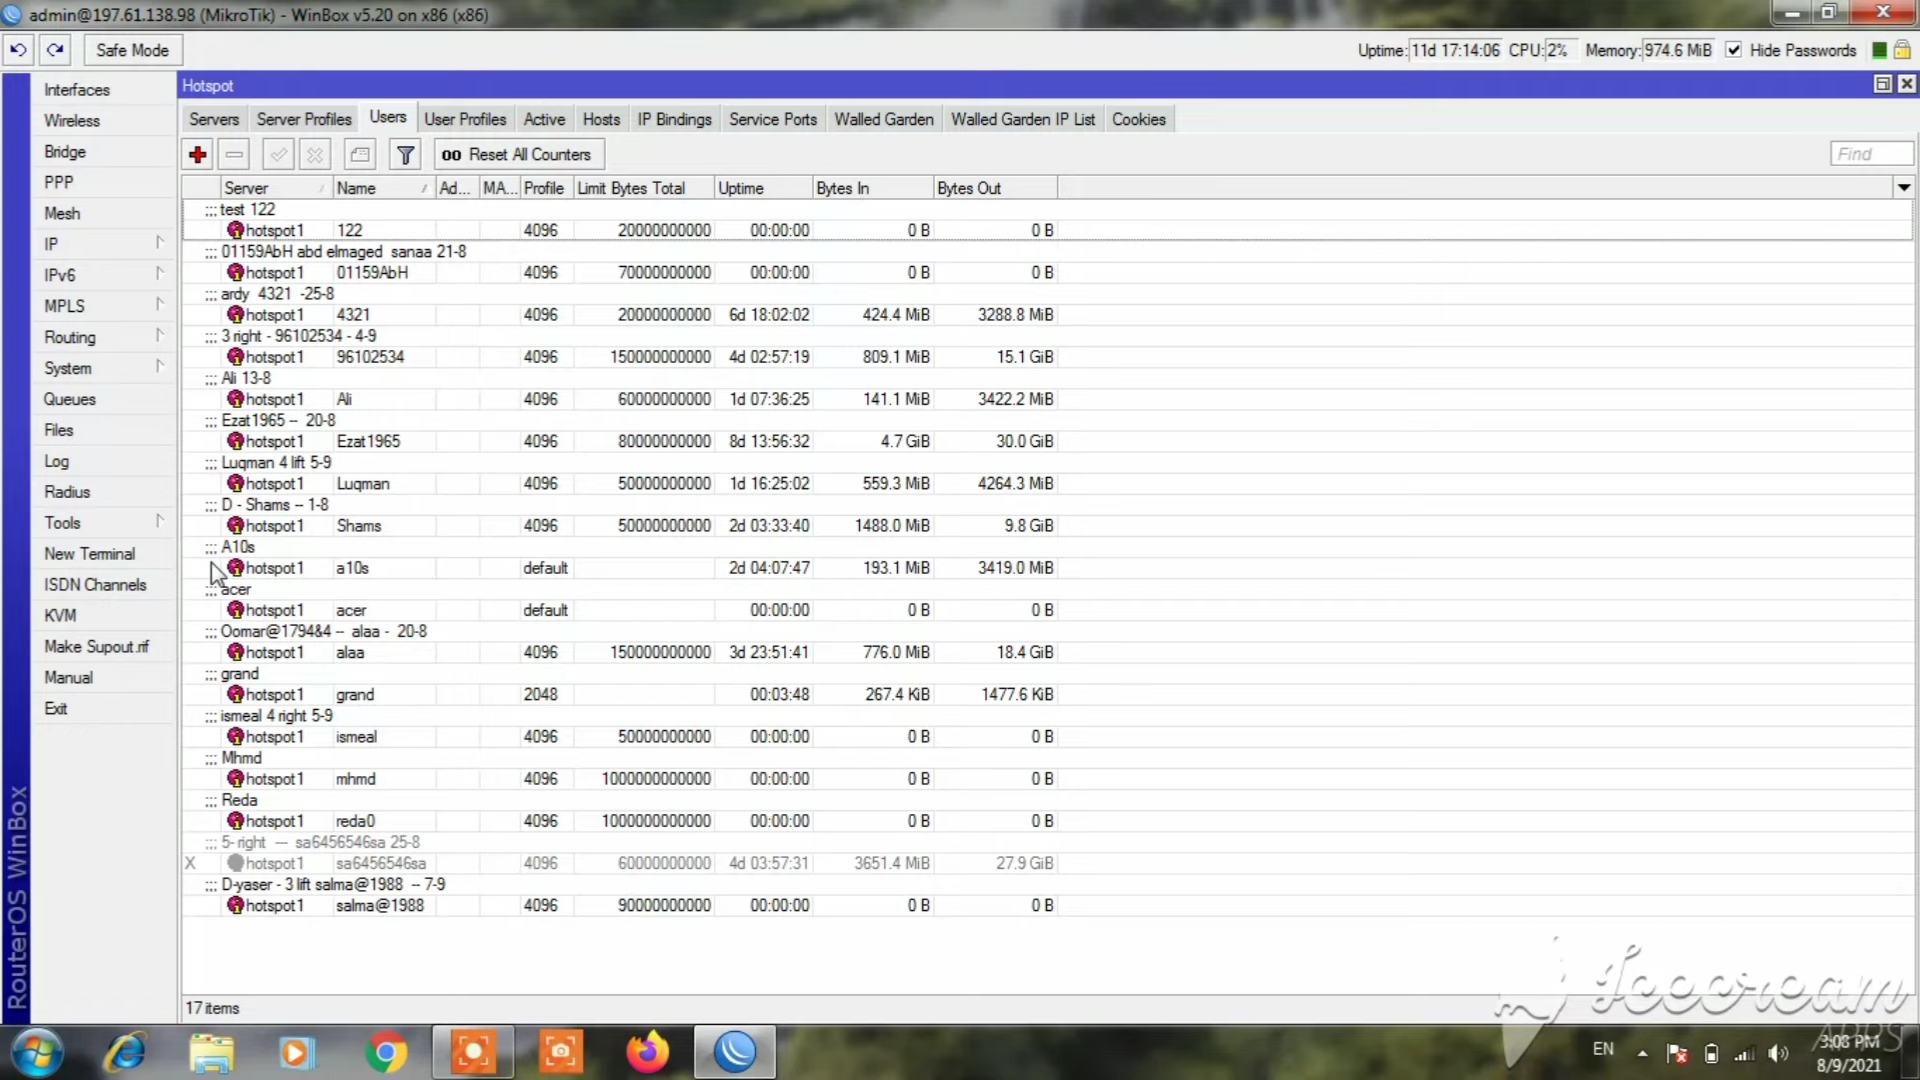 admin@197.61.138.98 (MikroTik) - WinBox v5.20 on x86 (x86)
Safe Mode
Uptime: 11d 17:14:06 CPU: 2% Memory: 974.6 MiB Hide Passwords
Interfaces
Wireless
Bridge
PPP
Mesh
IP
IPv6
MPLS
Routing
System
Queues
Files
Log
Radius
Tools
New Terminal
ISDN Channels
KVM
Make Supout.rif
Manual
Exit
RouterOS WinBox
Hotspot
Servers Server Profiles Users User Profiles Active Hosts IP Bindings Service Ports Walled Garden Walled Garden IP List Cookies
oo Reset All Counters
Find
Server Name Ad... MA... Profile Limit Bytes Total Uptime Bytes In Bytes Out
::: test 122
hotspot1 122 4096 20000000000 00:00:00 0 B 0 B
::: 01159AbH abd elmaged sanaa 21-8
hotspot1 01159AbH 4096 70000000000 00:00:00 0 B 0 B
::: ardy 4321 -25-8
hotspot1 4321 4096 20000000000 6d 18:02:02 424.4 MiB 3288.8 MiB
::: 3 right - 96102534 - 4-9
hotspot1 96102534 4096 150000000000 4d 02:57:19 809.1 MiB 15.1 GiB
::: Ali 13-8
hotspot1 Ali 4096 60000000000 1d 07:36:25 141.1 MiB 3422.2 MiB
::: Ezat1965 -- 20-8
hotspot1 Ezat1965 4096 80000000000 8d 13:56:32 4.7 GiB 30.0 GiB
::: Luqman 4 lift 5-9
hotspot1 Luqman 4096 50000000000 1d 16:25:02 559.3 MiB 4264.3 MiB
::: D - Shams -- 1-8
hotspot1 Shams 4096 50000000000 2d 03:33:40 1488.0 MiB 9.8 GiB
::: A10s
hotspot1 a10s default 2d 04:07:47 193.1 MiB 3419.0 MiB
::: acer
hotspot1 acer default 00:00:00 0 B 0 B
::: Oomar@1794&4 -- alaa - 20-8
hotspot1 alaa 4096 150000000000 3d 23:51:41 776.0 MiB 18.4 GiB
::: grand
hotspot1 grand 2048 00:03:48 267.4 KiB 1477.6 KiB
::: ismeal 4 right 5-9
hotspot1 ismeal 4096 50000000000 00:00:00 0 B 0 B
::: Mhmd
hotspot1 mhmd 4096 1000000000000 00:00:00 0 B 0 B
::: Reda
hotspot1 reda0 4096 1000000000000 00:00:00 0 B 0 B
::: 5- right --- sa6456546sa 25-8
X hotspot1 sa6456546sa 4096 60000000000 4d 03:57:31 3651.4 MiB 27.9 GiB
::: D-yaser - 3 lift salma@1988 -- 7-9
hotspot1 salma@1988 4096 90000000000 00:00:00 0 B 0 B
17 items
Icecream
APPS
EN
3:08 PM
8/9/2021